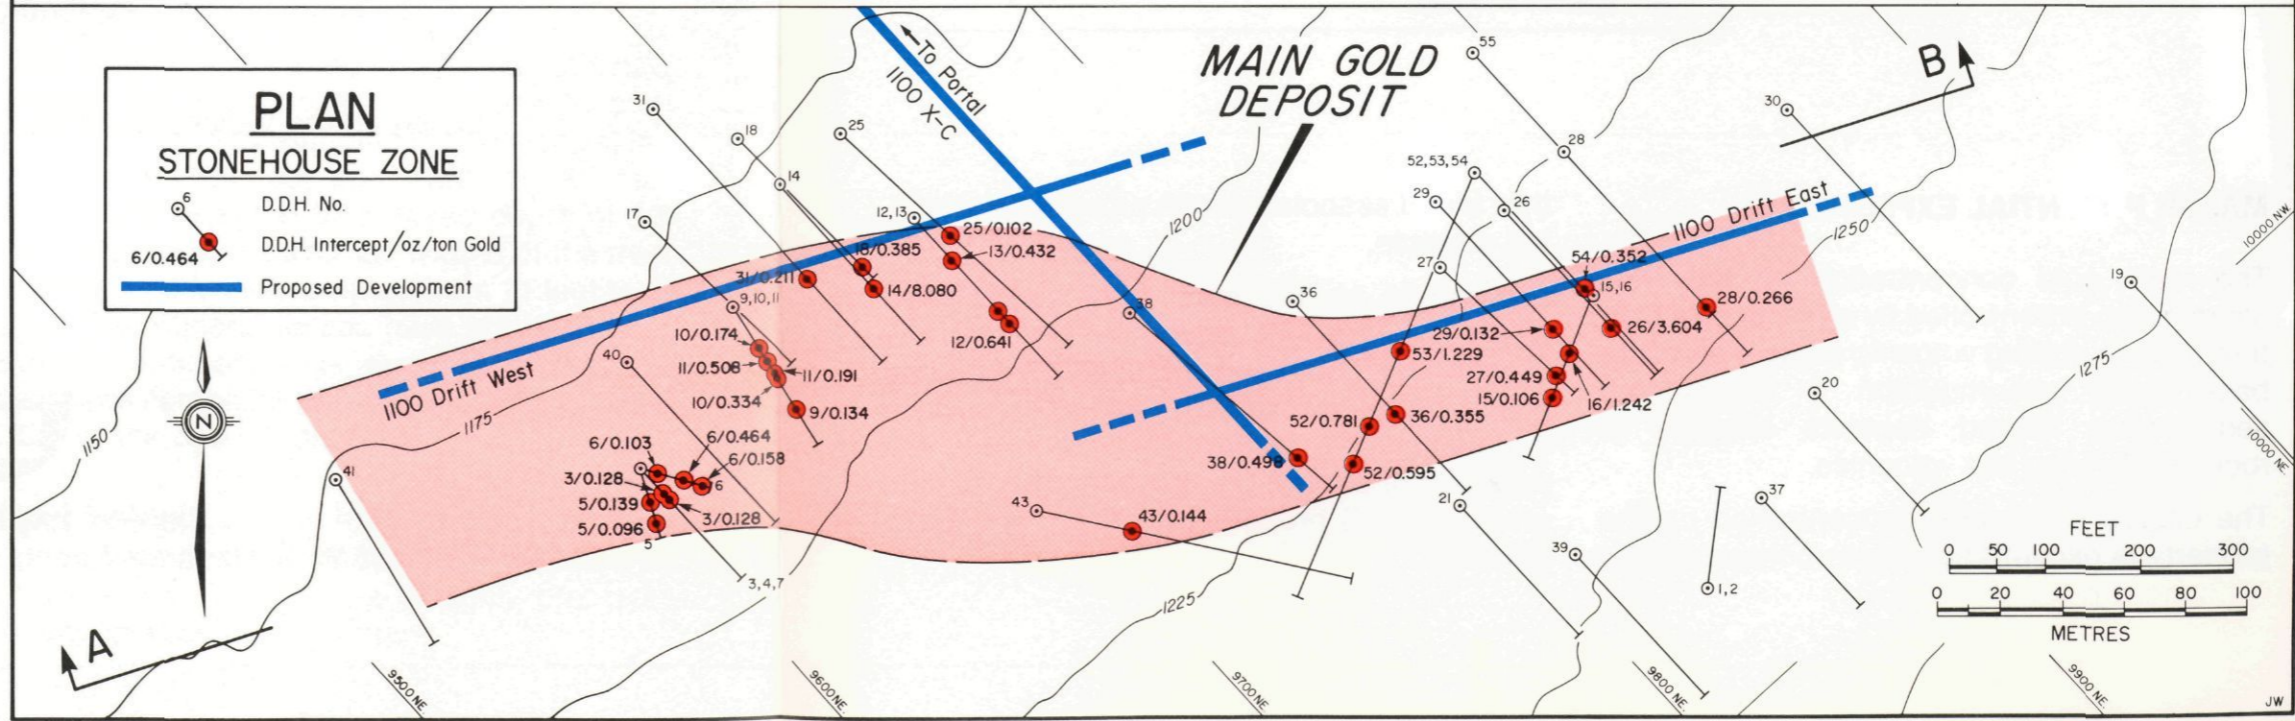 PLAN
STONEHOUSE ZONE
6
D.D.H. No.
6/0.464
D.D.H. Intercept/oz/ton Gold
Proposed Development
To Portal
1100 X-C
MAIN GOLD
DEPOSIT
B
55
30
31
18
25
28
14
52,53,54
29
26
17
12,13
1200
1100 Drift East
1250
10000 NW.
25/0.102
18/0.385
13/0.432
54/0.352
27
31/0.211
14/8.080
15,16
19
9,10,11
38
36
28/0.266
10/0.174
12/0.641
29/0.132
26/3.604
40
11/0.508
11/0.191
53/1.229
1275
1100 Drift West
10/0.334
9/0.134
27/0.449
15/0.106
16/1.242
20
1150
1175
36/0.355
52/0.781
10000 NE.
6/0.103
6/0.464
6/0.158
38/0.498
52/0.595
41
3/0.128
6
5/0.139
43
43/0.144
21
37
3/0.128
5/0.096
5
39
FEET
0 50 100 200 300
3,4,7
1225
1,2
0 20 40 60 80 100
METRES
A
9500 NE.
9600 NE.
9700 NE.
9800 NE.
9900 NE.
JW
N